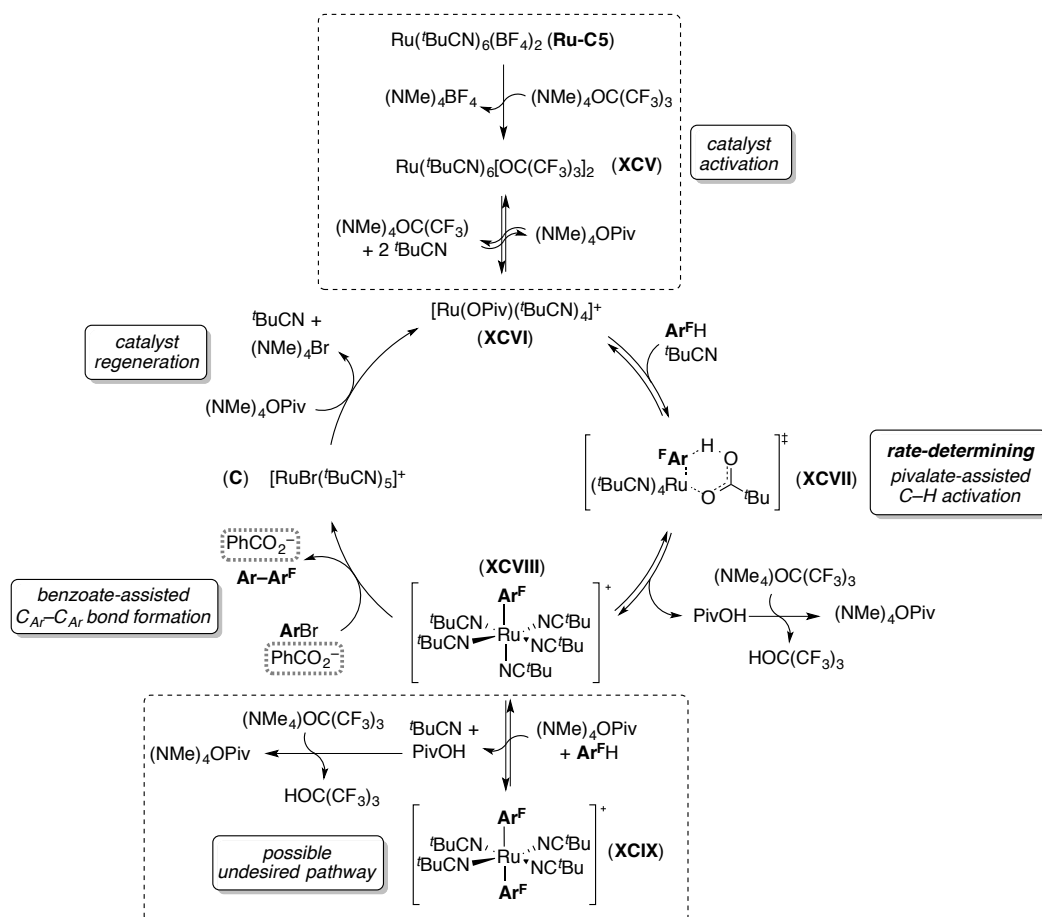 Ru(ᵗBuCN)₆(BF₄)₂ (Ru-C5)
(NMe)₄BF₄ (NMe)₄OC(CF₃)₃
catalyst
activation
Ru(ᵗBuCN)₆[OC(CF₃)₃]₂ (XCV)
(NMe)₄OC(CF₃)
+ 2 ᵗBuCN
(NMe)₄OPiv
[Ru(OPiv)(ᵗBuCN)₄]⁺
(XCVI)
catalyst
regeneration
ᵗBuCN +
(NMe)₄Br
(NMe)₄OPiv
ArᶠH
ᵗBuCN
ᶠAr H O
(ᵗBuCN)₄Ru O ᵗBu
‡
(XCVII)
rate-determining
pivalate-assisted
C–H activation
(C) [RuBr(ᵗBuCN)₅]⁺
PhCO₂⁻
Ar–Arᶠ
benzoate-assisted
C_Ar–C_Ar bond formation
ArBr
PhCO₂⁻
(XCVIII)
Arᶠ
ᵗBuCN NCᵗBu
ᵗBuCN Ru NCᵗBu
NCᵗBu
+
(NMe₄)OC(CF₃)₃
PivOH (NMe)₄OPiv
HOC(CF₃)₃
(NMe₄)OC(CF₃)₃
(NMe)₄OPiv
HOC(CF₃)₃
ᵗBuCN +
PivOH
(NMe)₄OPiv
+ ArᶠH
possible
undesired pathway
Arᶠ
ᵗBuCN NCᵗBu
ᵗBuCN Ru NCᵗBu
Arᶠ
+
(XCIX)